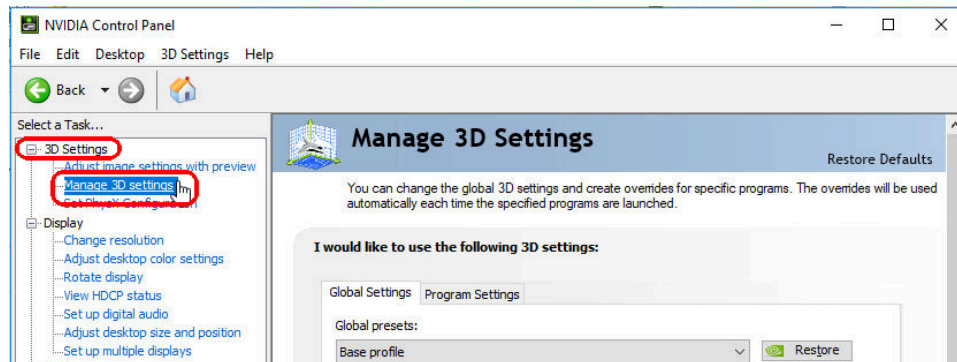 NVIDIA Control Panel
File Edit Desktop 3D Settings Help
Back
Select a Task...
3D Settings
Adjust image settings with preview
Manage 3D settings
Set PhysX Configuration
Display
Change resolution
Adjust desktop color settings
Rotate display
View HDCP status
Set up digital audio
Adjust desktop size and position
Set up multiple displays
Manage 3D Settings
Restore Defaults
You can change the global 3D settings and create overrides for specific programs. The overrides will be used
automatically each time the specified programs are launched.
I would like to use the following 3D settings:
Global Settings Program Settings
Global presets:
Base profile
Restore